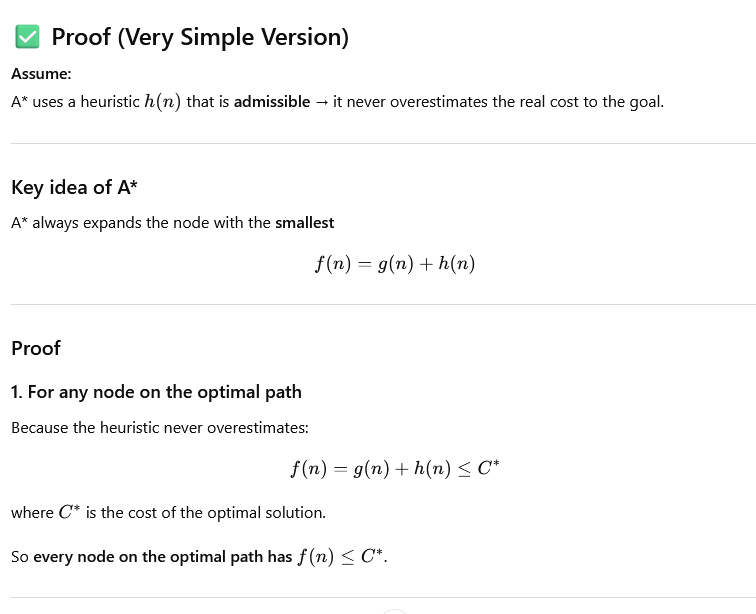 ✅ Proof (Very Simple Version)
Assume:
A* uses a heuristic h(n) that is admissible → it never overestimates the real cost to the goal.
Key idea of A*
A* always expands the node with the smallest
f(n) = g(n) + h(n)
Proof
1. For any node on the optimal path
Because the heuristic never overestimates:
f(n) = g(n) + h(n) ≤ C*
where C* is the cost of the optimal solution.
So every node on the optimal path has f(n) ≤ C*.